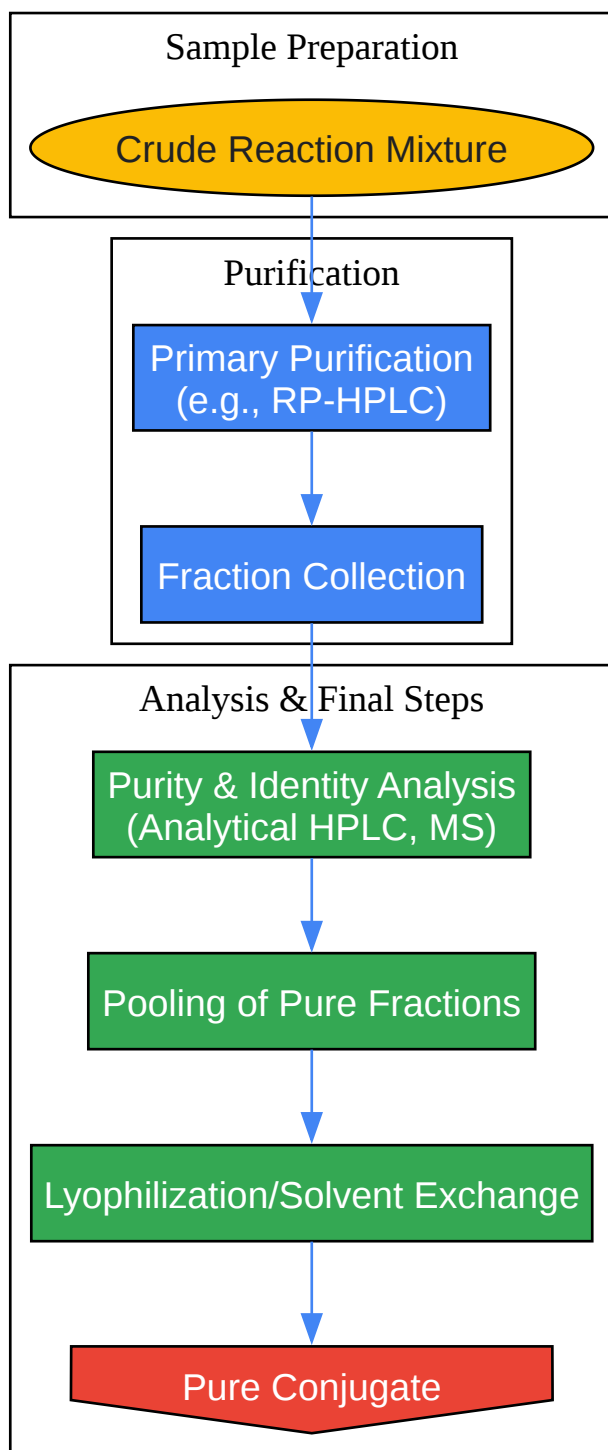 Sample Preparation
Crude Reaction Mixture
Purification
Primary Purification
(e.g., RP-HPLC)
Fraction Collection
Analysis & Final Steps
Purity & Identity Analysis
(Analytical HPLC, MS)
Pooling of Pure Fractions
Lyophilization/Solvent Exchange
Pure Conjugate